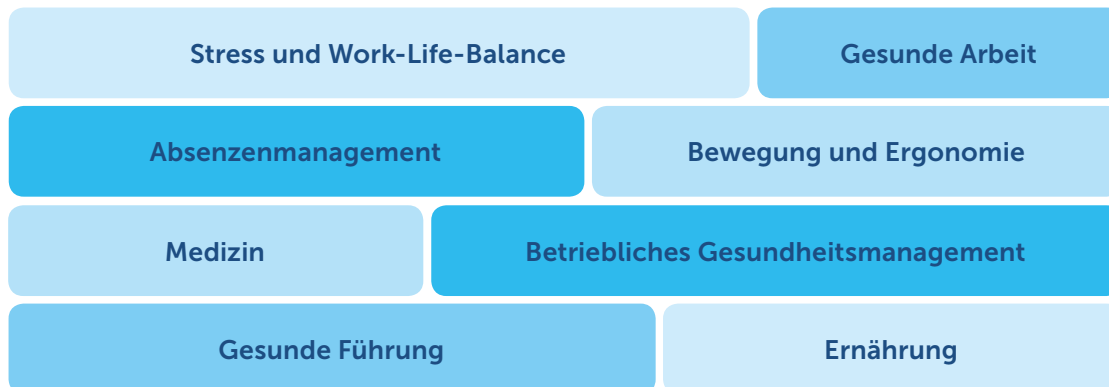 Stress und Work-Life-Balance
Gesunde Arbeit
Absenzenmanagement
Bewegung und Ergonomie
Medizin
Betriebliches Gesundheitsmanagement
Gesunde Führung
Ernährung